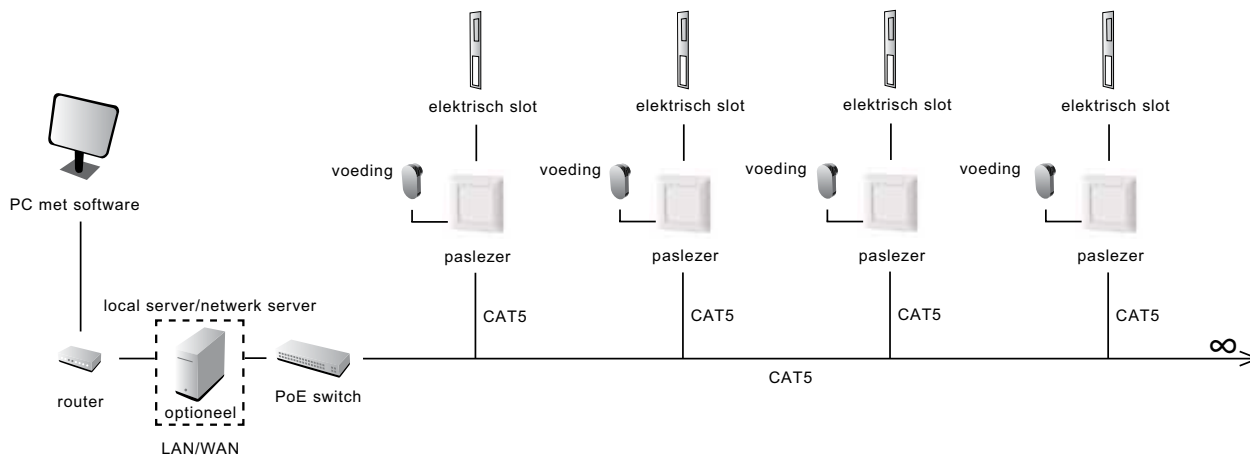 elektrisch slot
elektrisch slot
elektrisch slot
elektrisch slot
voeding
voeding
voeding
voeding
PC met software
paslezer
paslezer
paslezer
paslezer
local server/netwerk server
CAT5
CAT5
CAT5
CAT5
∞
CAT5
router
optioneel
PoE switch
LAN/WAN